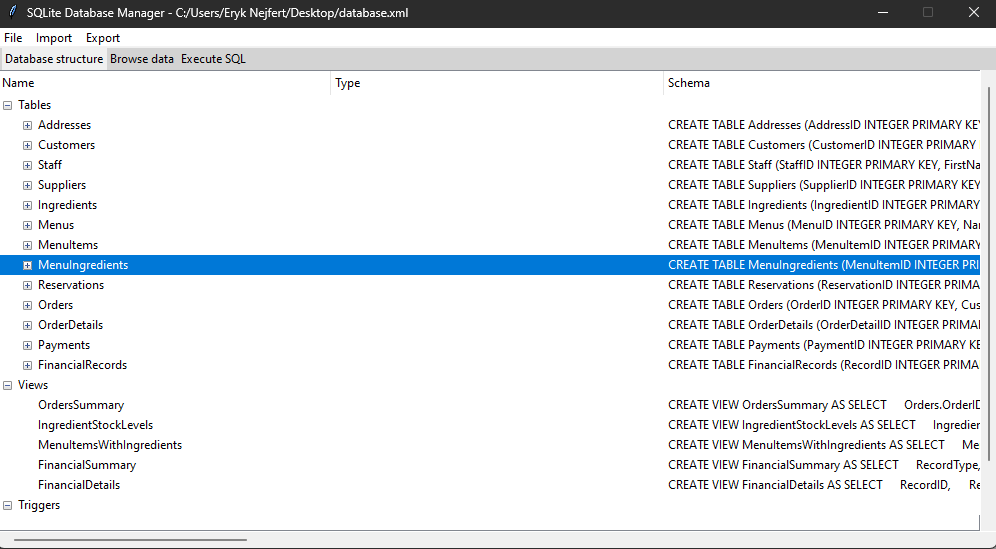 SQLite Database Manager - C:/Users/Eryk Nejfert/Desktop/database.xml
File Import Export
Database structure Browse data Execute SQL
Name Type Schema
Tables
Addresses CREATE TABLE Addresses (AddressID INTEGER PRIMARY KEY
Customers CREATE TABLE Customers (CustomerID INTEGER PRIMARY
Staff CREATE TABLE Staff (StaffID INTEGER PRIMARY KEY, FirstNa
Suppliers CREATE TABLE Suppliers (SupplierID INTEGER PRIMARY KEY
Ingredients CREATE TABLE Ingredients (IngredientID INTEGER PRIMARY
Menus CREATE TABLE Menus (MenuID INTEGER PRIMARY KEY, Nar
MenuItems CREATE TABLE MenuItems (MenuItemID INTEGER PRIMARY
MenuIngredients CREATE TABLE MenuIngredients (MenuItemID INTEGER PRI
Reservations CREATE TABLE Reservations (ReservationID INTEGER PRIMA
Orders CREATE TABLE Orders (OrderID INTEGER PRIMARY KEY, Cus
OrderDetails CREATE TABLE OrderDetails (OrderDetailID INTEGER PRIMA
Payments CREATE TABLE Payments (PaymentID INTEGER PRIMARY KE
FinancialRecords CREATE TABLE FinancialRecords (RecordID INTEGER PRIMA
Views
OrdersSummary CREATE VIEW OrdersSummary AS SELECT Orders.OrderID
IngredientStockLevels CREATE VIEW IngredientStockLevels AS SELECT Ingredien
MenuItemsWithIngredients CREATE VIEW MenuItemsWithIngredients AS SELECT Me
FinancialSummary CREATE VIEW FinancialSummary AS SELECT RecordType,
FinancialDetails CREATE VIEW FinancialDetails AS SELECT RecordID, Re
Triggers